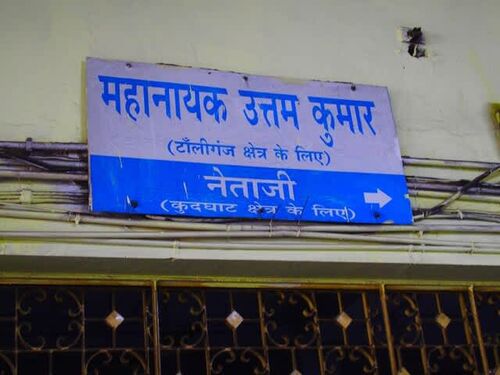 महानायक उत्तम कुमार
(टॉलीगंज क्षेत्र के लिए)
नेताजी
(कुदघाट क्षेत्र के लिए)